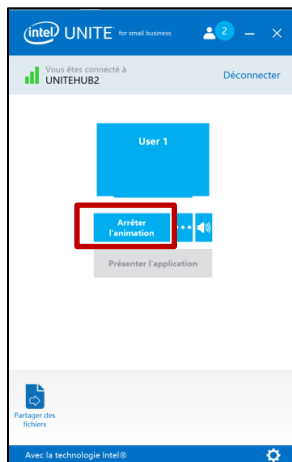 intel UNITE for small business 2
Vous êtes connecté à
UNITEHUB2
Déconnecter
User 1
Arrêter
l'animation
Présenter l'application
Partager des
fichiers
Avec la technologie Intel®